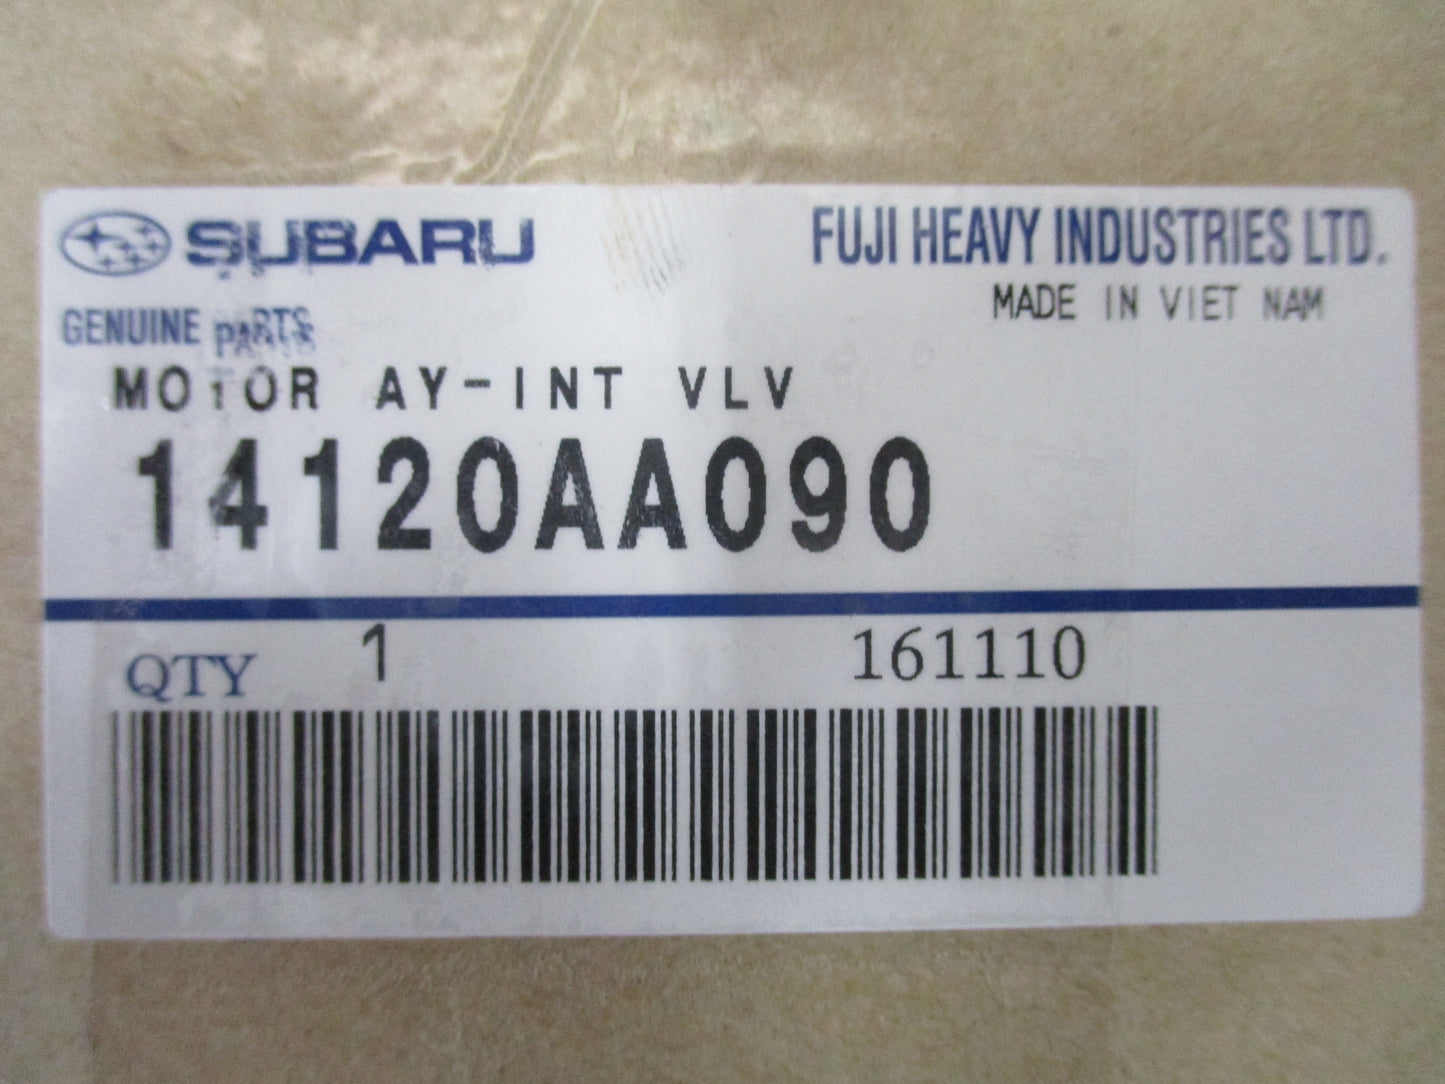 SUBARU
FUJI HEAVY INDUSTRIES LTD.
MADE IN VIET NAM
GENUINE PARTS
MOTOR AY-INT VLV
14120AA090
QTY 1 161110